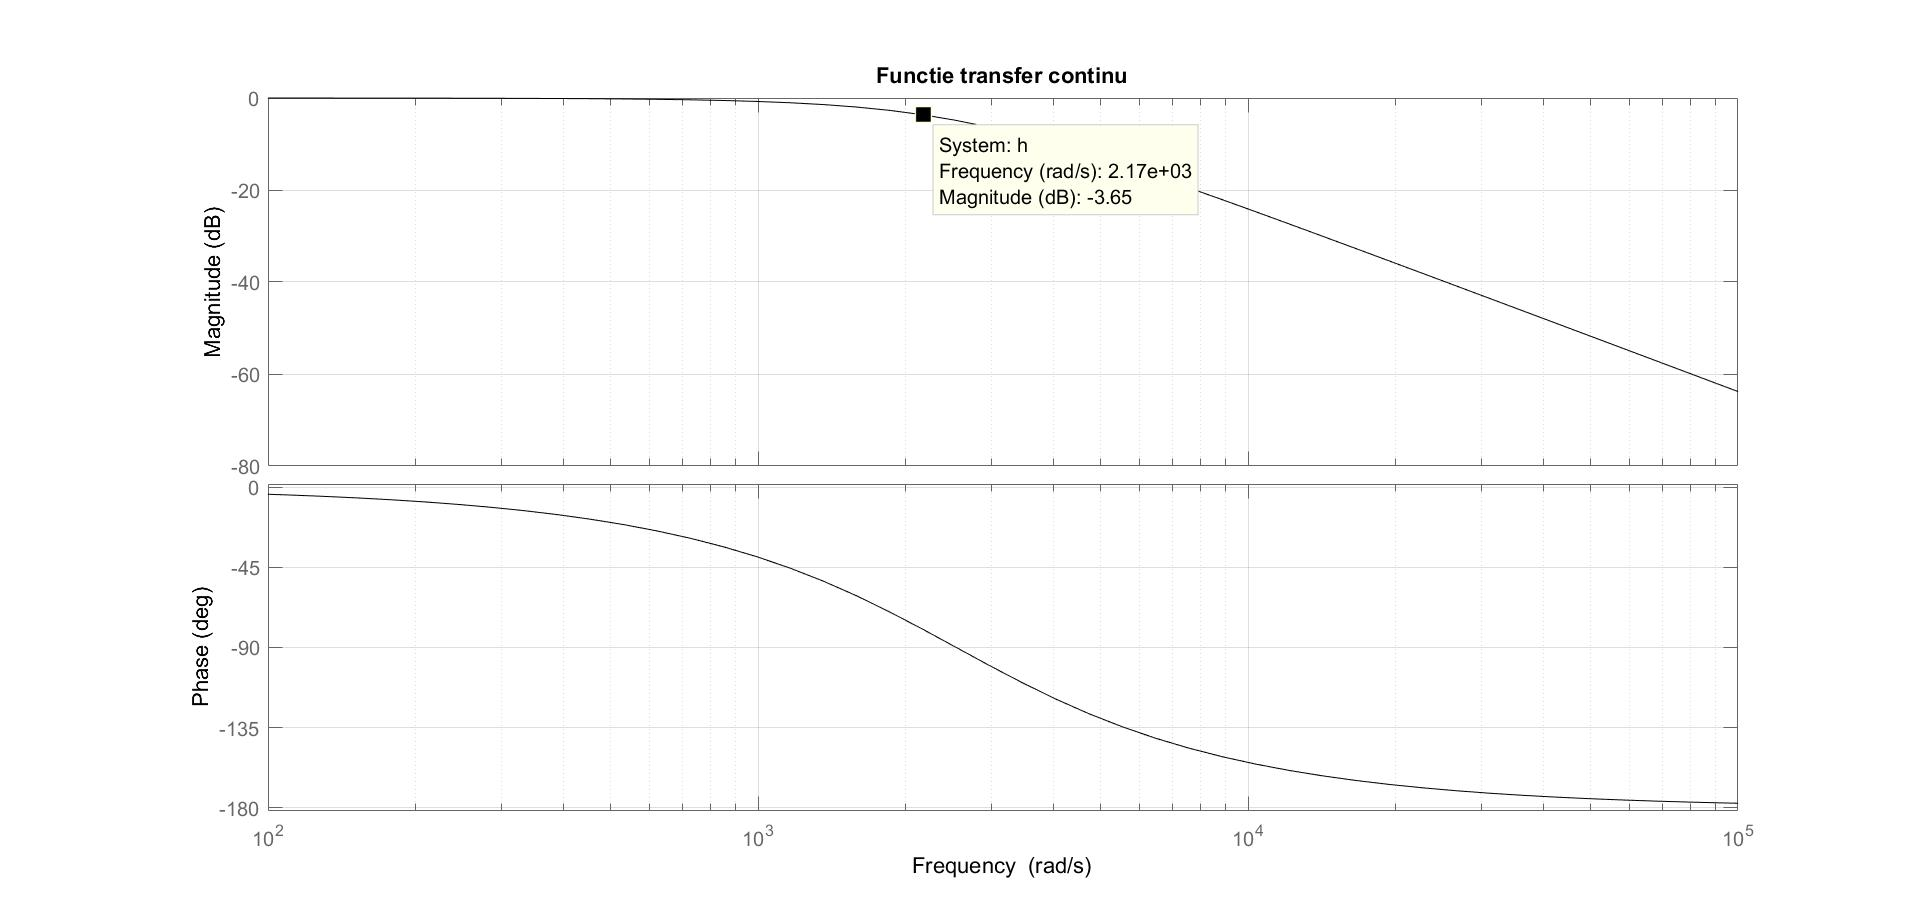 Functie transfer continu
Magnitude (dB)
0
-20
-40
-60
-80
System: h
Frequency (rad/s): 2.17e+03
Magnitude (dB): -3.65
Phase (deg)
0
-45
-90
-135
-180
10^2 10^3 10^4 10^5
Frequency (rad/s)